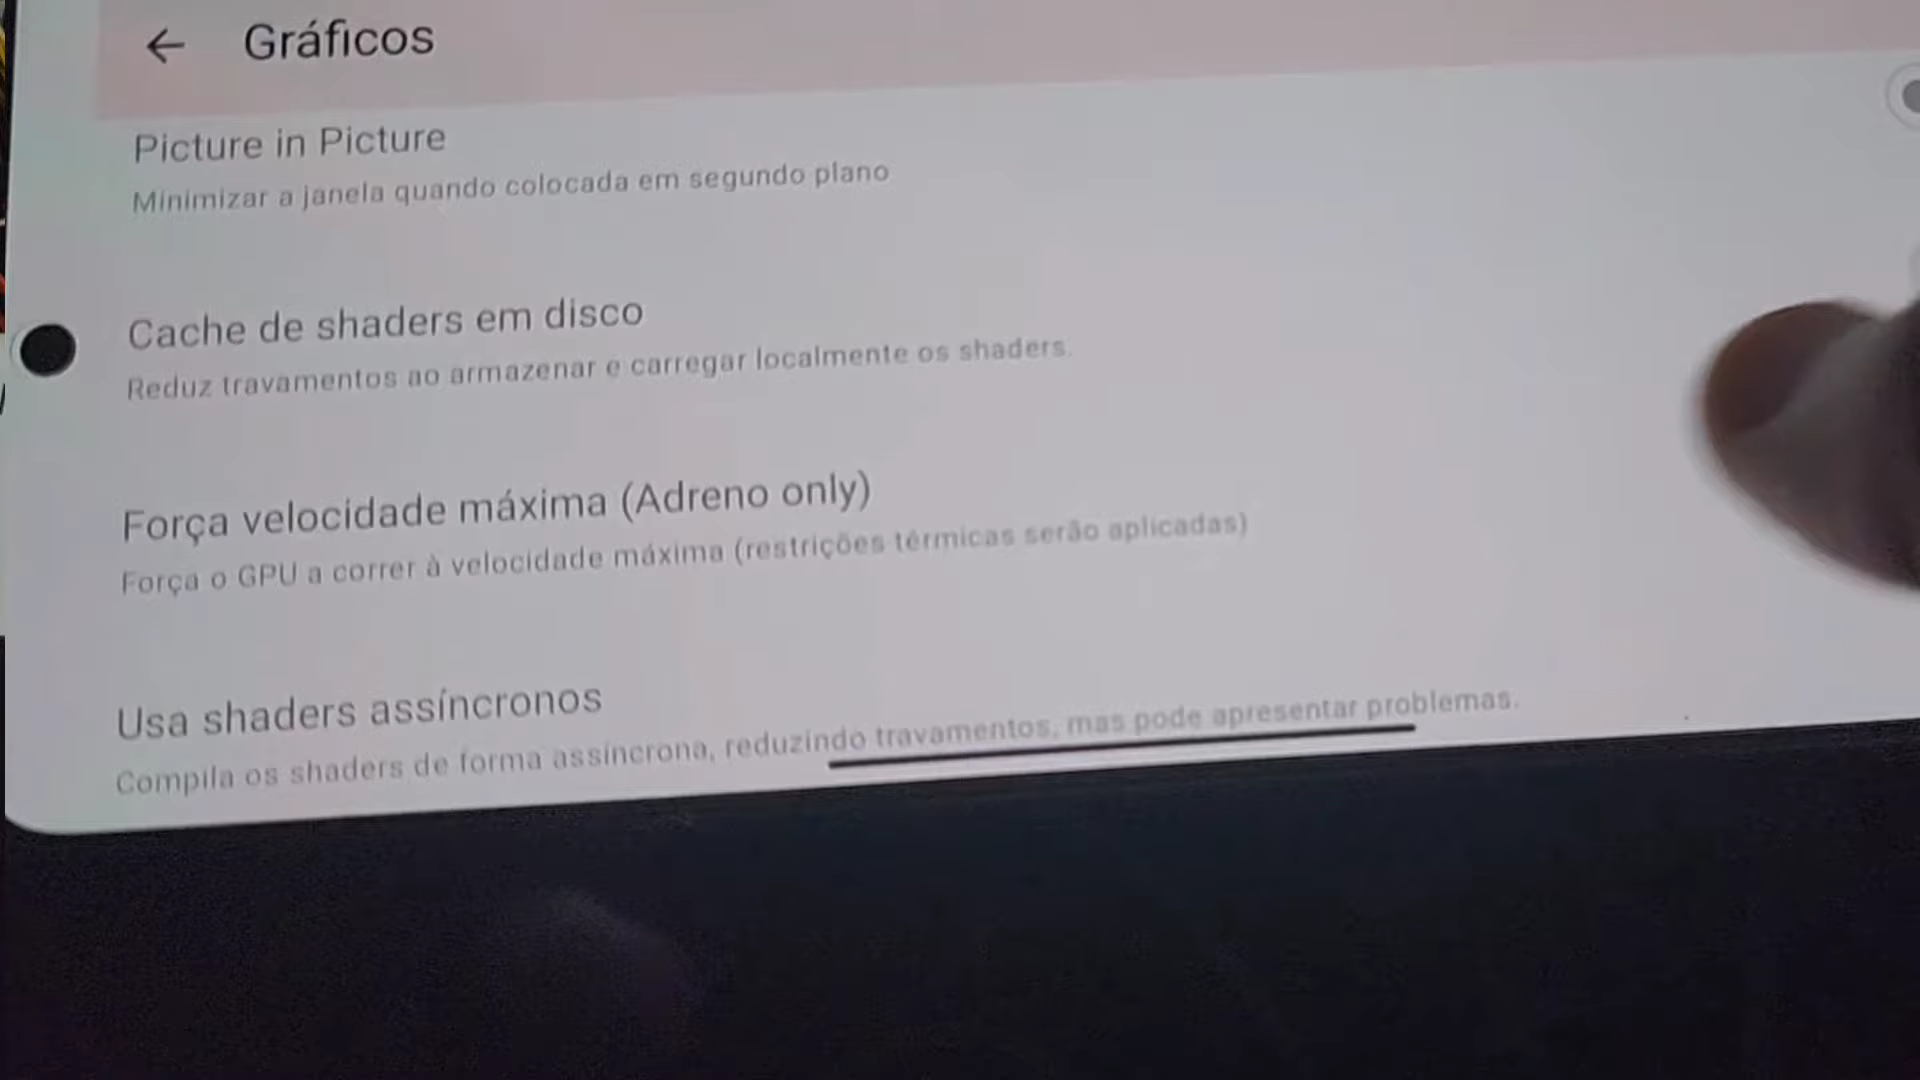 Gráficos
Picture in Picture
Minimizar a janela quando colocada em segundo plano
Cache de shaders em disco
Reduz travamentos ao armazenar e carregar localmente os shaders.
Força velocidade máxima (Adreno only)
Força o GPU a correr à velocidade máxima (restrições térmicas serão aplicadas)
Usa shaders assíncronos
Compila os shaders de forma assíncrona, reduzindo travamentos, mas pode apresentar problemas.